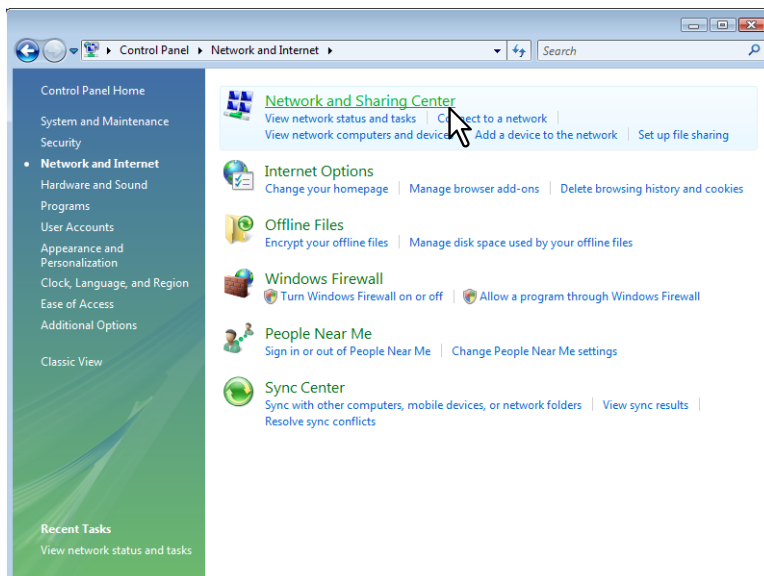 Control Panel Network and Internet Search
Control Panel Home
System and Maintenance
Security
Network and Internet
Hardware and Sound
Programs
User Accounts
Appearance and
Personalization
Clock, Language, and Region
Ease of Access
Additional Options
Classic View
Recent Tasks
View network status and tasks
Network and Sharing Center
View network status and tasks Connect to a network
View network computers and devices Add a device to the network Set up file sharing
Internet Options
Change your homepage Manage browser add-ons Delete browsing history and cookies
Offline Files
Encrypt your offline files Manage disk space used by your offline files
Windows Firewall
Turn Windows Firewall on or off Allow a program through Windows Firewall
People Near Me
Sign in or out of People Near Me Change People Near Me settings
Sync Center
Sync with other computers, mobile devices, or network folders View sync results
Resolve sync conflicts